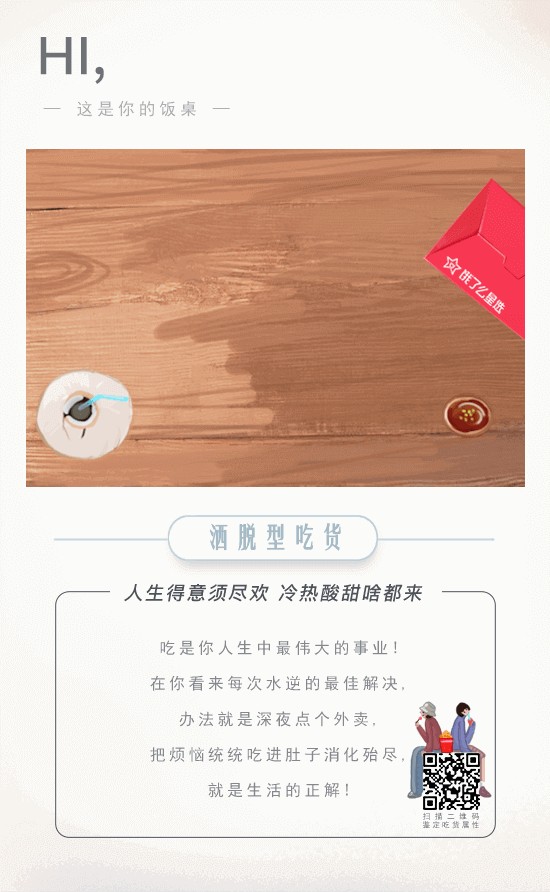 HI,
— 这是你的饭桌 —
饿了么星选
洒脱型吃货
人生得意须尽欢 冷热酸甜啥都来
吃是你人生中最伟大的事业！
在你看来每次水逆的最佳解决，
办法就是深夜点个外卖，
把烦恼统统吃进肚子消化殆尽，
就是生活的正解！
扫描二维码
鉴定吃货属性